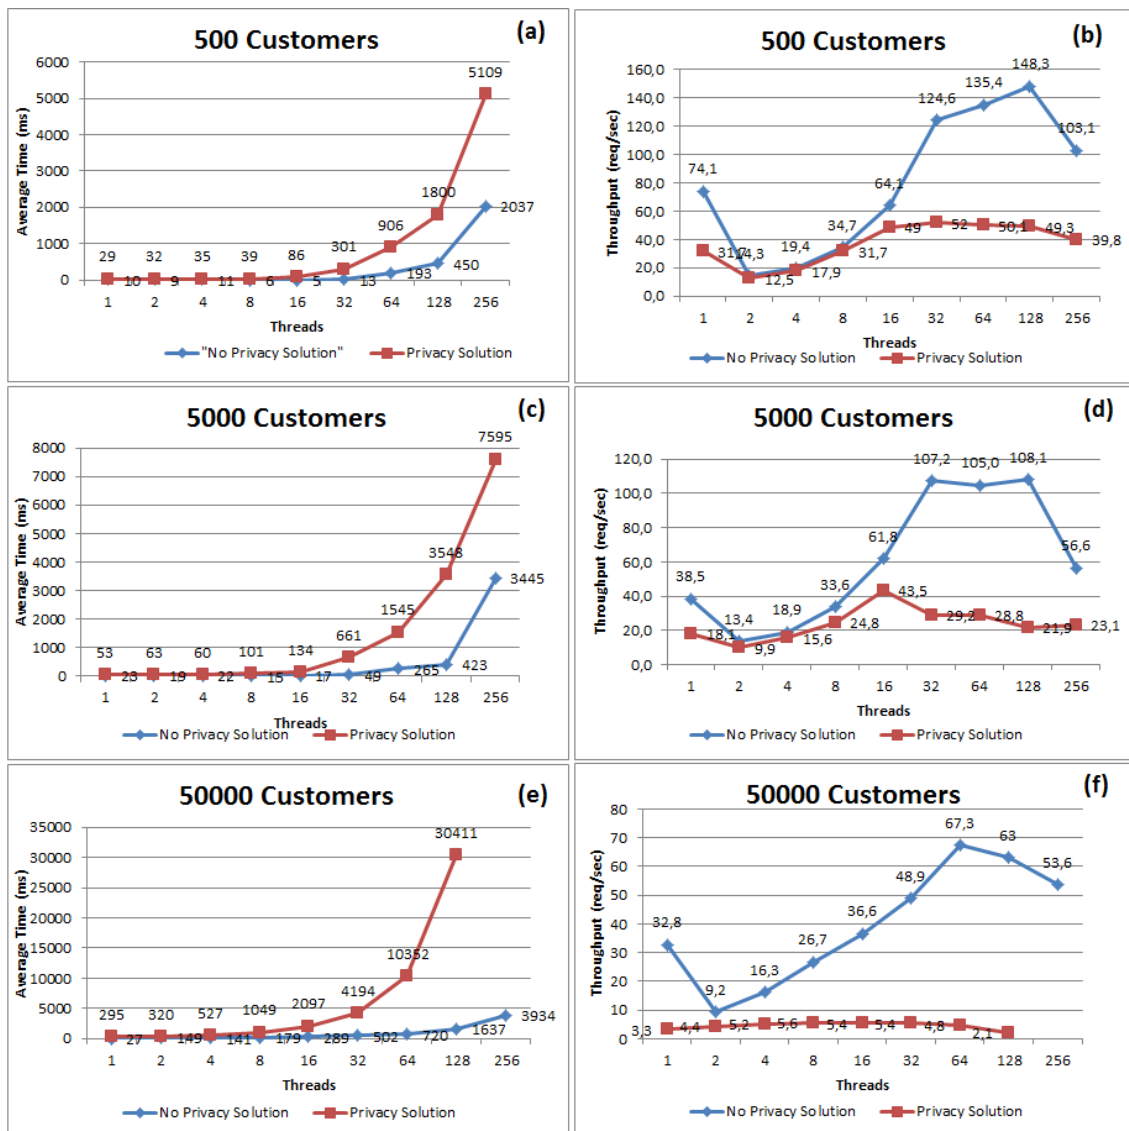 500 Customers
(a)
Average Time (ms)
6000
5000
4000
3000
2000
1000
0
29 32 35 39 86 301 906 1800 5109
10 9 11 6 5 13 193 450 2037
1 2 4 8 16 32 64 128 256
Threads
"No Privacy Solution" Privacy Solution
500 Customers
(b)
Throughput (req/sec)
160,0
140,0
120,0
100,0
80,0
60,0
40,0
20,0
0,0
74,1 14,3 19,4 34,7 64,1 124,6 135,4 148,3 103,1
31,7 12,5 17,9 31,7 49 52 50,1 49,3 39,8
1 2 4 8 16 32 64 128 256
Threads
No Privacy Solution Privacy Solution
5000 Customers
(c)
Average Time (ms)
8000
7000
6000
5000
4000
3000
2000
1000
0
53 63 60 101 134 661 1545 3548 7595
23 19 22 15 17 49 265 423 3445
1 2 4 8 16 32 64 128 256
Threads
No Privacy Solution Privacy Solution
5000 Customers
(d)
Throughput (req/sec)
120,0
100,0
80,0
60,0
40,0
20,0
0,0
38,5 13,4 18,9 33,6 61,8 107,2 105,0 108,1 56,6
18,1 9,9 15,6 24,8 43,5 29,2 28,8 21,9 23,1
1 2 4 8 16 32 64 128 256
Threads
No Privacy Solution Privacy Solution
50000 Customers
(e)
Average Time (ms)
35000
30000
25000
20000
15000
10000
5000
0
295 320 527 1049 2097 4194 10352 30411
27 149 141 179 289 502 720 1637 3934
1 2 4 8 16 32 64 128 256
Threads
No Privacy Solution Privacy Solution
50000 Customers
(f)
Throughput (req/sec)
80
70
60
50
40
30
20
10
0
32,8 9,2 16,3 26,7 36,6 48,9 67,3 63 53,6
3,3 4,4 5,2 5,6 5,4 5,4 4,8 2,1
1 2 4 8 16 32 64 128 256
Threads
No Privacy Solution Privacy Solution